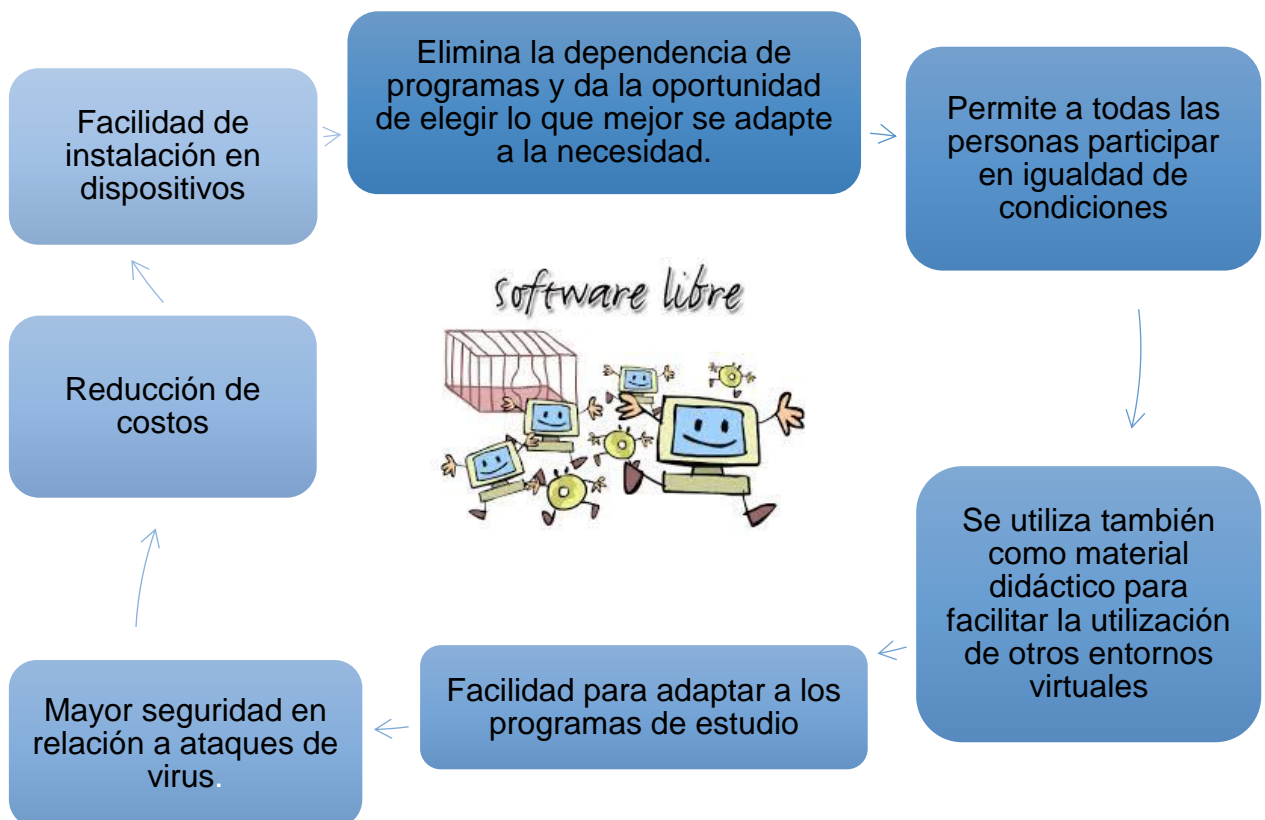 Elimina la dependencia de
programas y da la oportunidad
de elegir lo que mejor se adapte
a la necesidad.
Permite a todas las
personas participar
en igualdad de
condiciones
Se utiliza también
como material
didáctico para
facilitar la utilización
de otros entornos
virtuales
Facilidad para adaptar a los
programas de estudio
Mayor seguridad en
relación a ataques de
virus.
Reducción de
costos
Facilidad de
instalación en
dispositivos
software libre